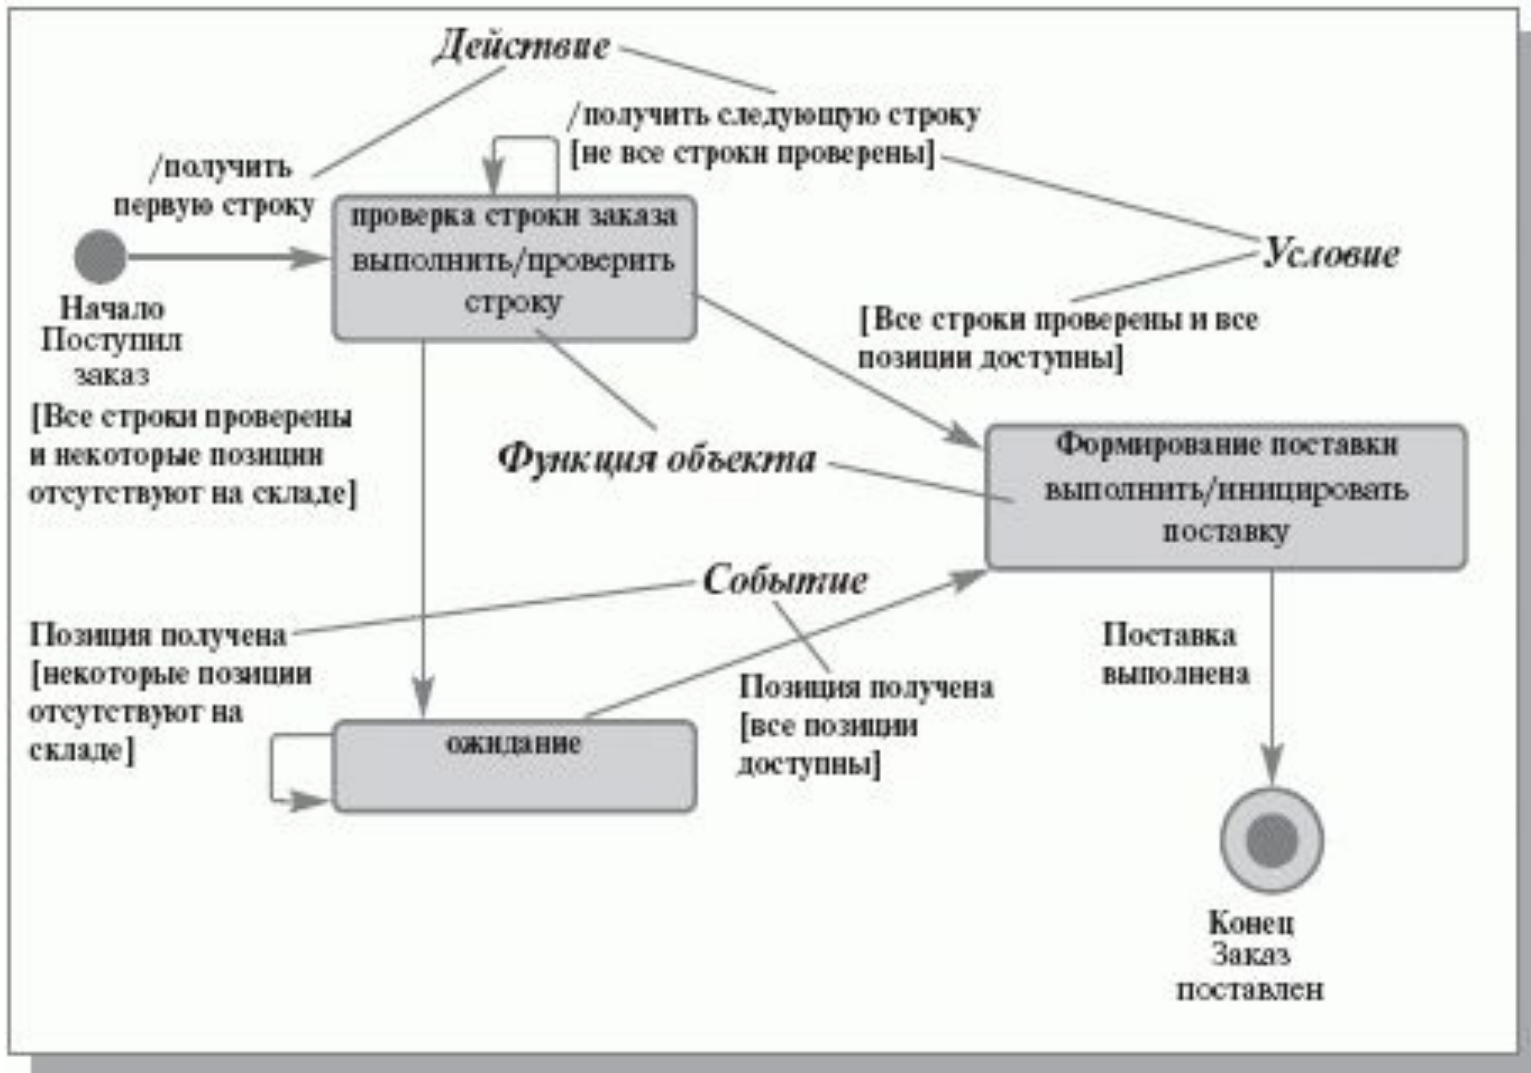 Действие
/получить следующую строку
[не все строки проверены]
/получить
первую строку
проверка строки заказа
выполнить/проверить
строку
Условие
Начало
Поступил
заказ
[Все строки проверены и все
позиции доступны]
[Все строки проверены
и некоторые позиции
отсутствуют на складе]
Функция объекта
Формирование поставки
выполнить/инициировать
поставку
Событие
Позиция получена
[некоторые позиции
отсутствуют на
складе]
Поставка
выполнена
Позиция получена
[все позиции
доступны]
ожидание
Конец
Заказ
поставлен